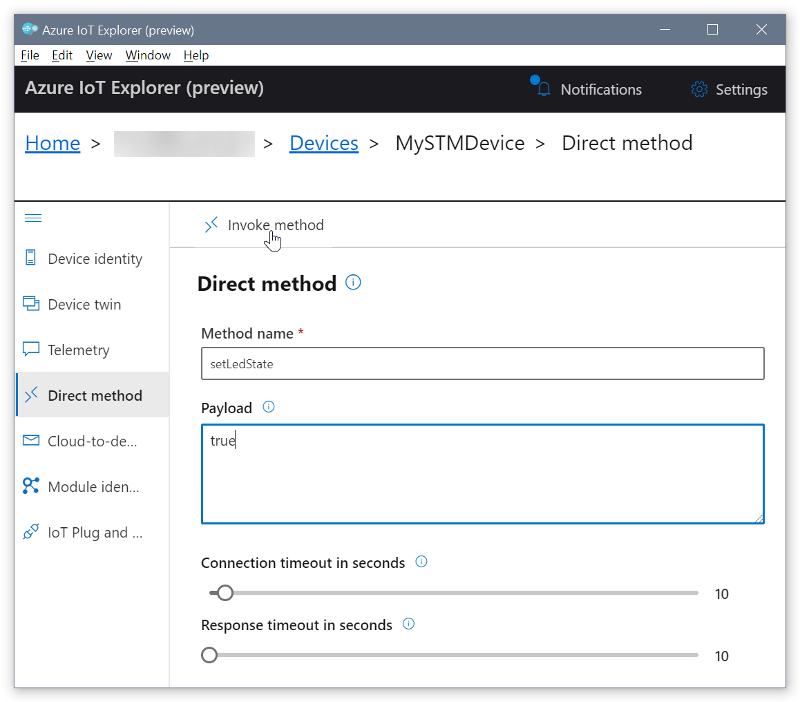 Azure IoT Explorer (preview)
File Edit View Window Help
Azure IoT Explorer (preview) Notifications Settings
Home > > Devices > MySTMDevice > Direct method
Invoke method
Device identity
Device twin
Telemetry
Direct method
Cloud-to-de...
Module iden...
IoT Plug and ...
Direct method
Method name *
setLedState
Payload
true
Connection timeout in seconds
10
Response timeout in seconds
10